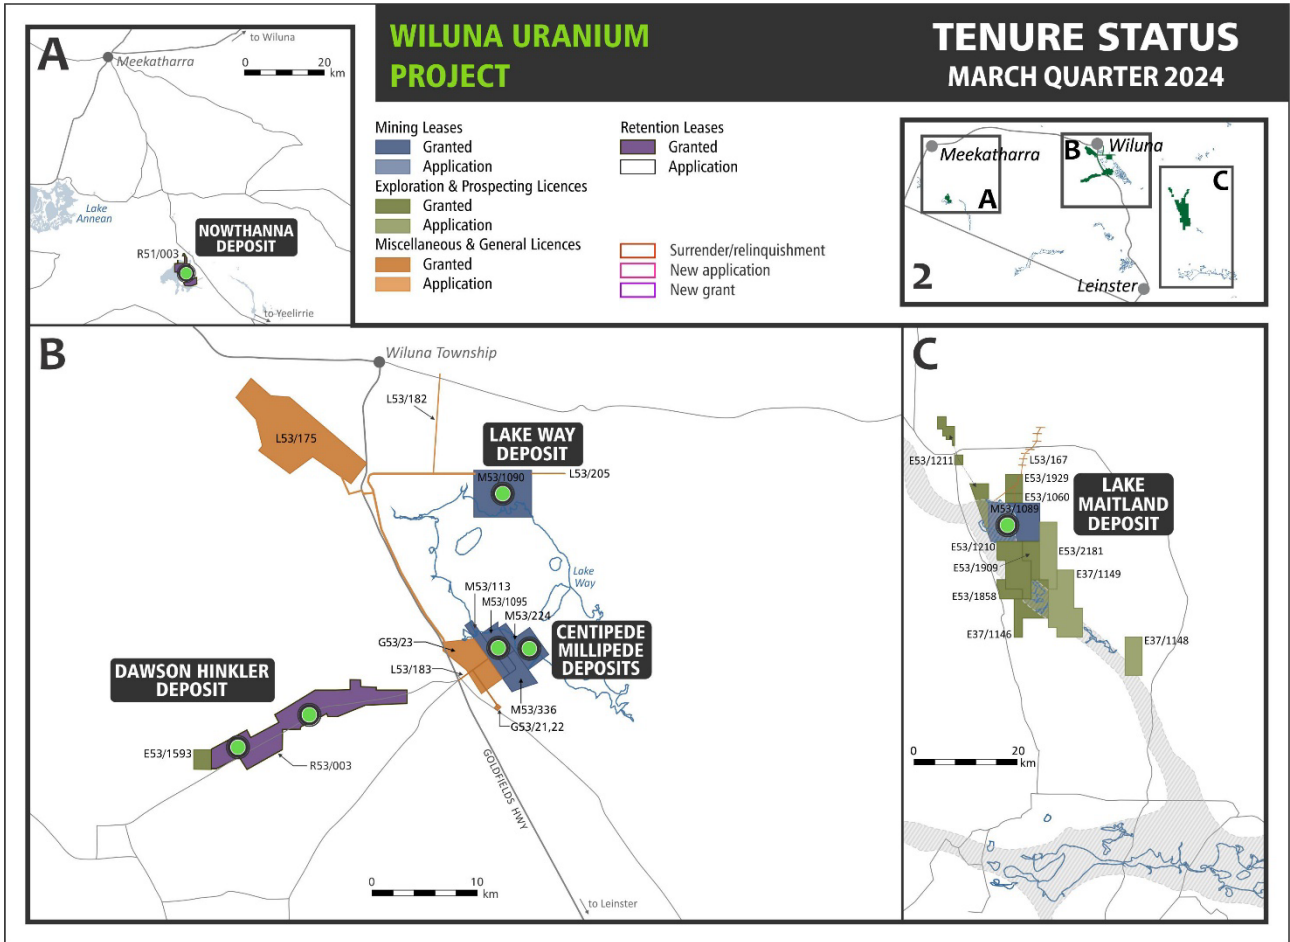 WILUNA URANIUM
PROJECT
TENURE STATUS
MARCH QUARTER 2024
Mining Leases
Granted
Application
Exploration & Prospecting Licences
Granted
Application
Miscellaneous & General Licences
Granted
Application
Retention Leases
Granted
Application
Surrender/relinquishment
New application
New grant
A
to Wiluna
Meekatharra
0 20
km
Lake
Annean
NOWTHANNA
DEPOSIT
R51/003
to Yeelirrie
Meekatharra
A
B
Wiluna
C
2
Leinster
B
Wiluna Township
L53/182
L53/175
LAKE WAY
DEPOSIT
M53/1090
L53/205
Lake
Way
M53/113
M53/1095
M53/224
G53/23
L53/183
CENTIPEDE
MILLIPEDE
DEPOSITS
M53/336
G53/21,22
DAWSON HINKLER
DEPOSIT
E53/1593
R53/003
GOLDFIELDS HWY
0 10
km
to Leinster
C
E53/1211
L53/167
E53/1929
E53/1060
M53/1089
LAKE
MAITLAND
DEPOSIT
E53/1210
E53/2181
E53/1909
E37/1149
E53/1858
E37/1146
E37/1148
0 20
km